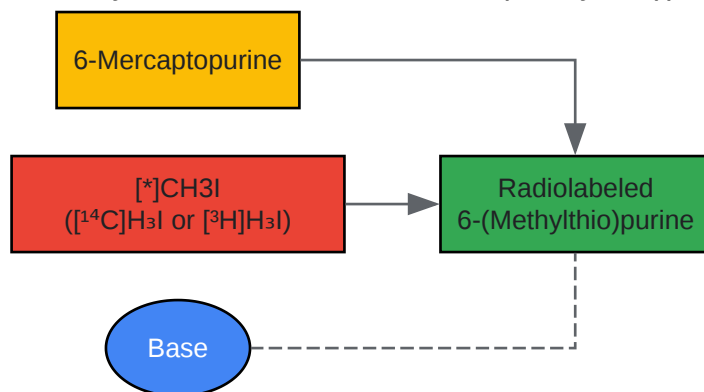 6-Mercaptopurine
[*]CH3I
([¹⁴C]H₃I or [³H]H₃I)
Radiolabeled
6-(Methylthio)purine
Base